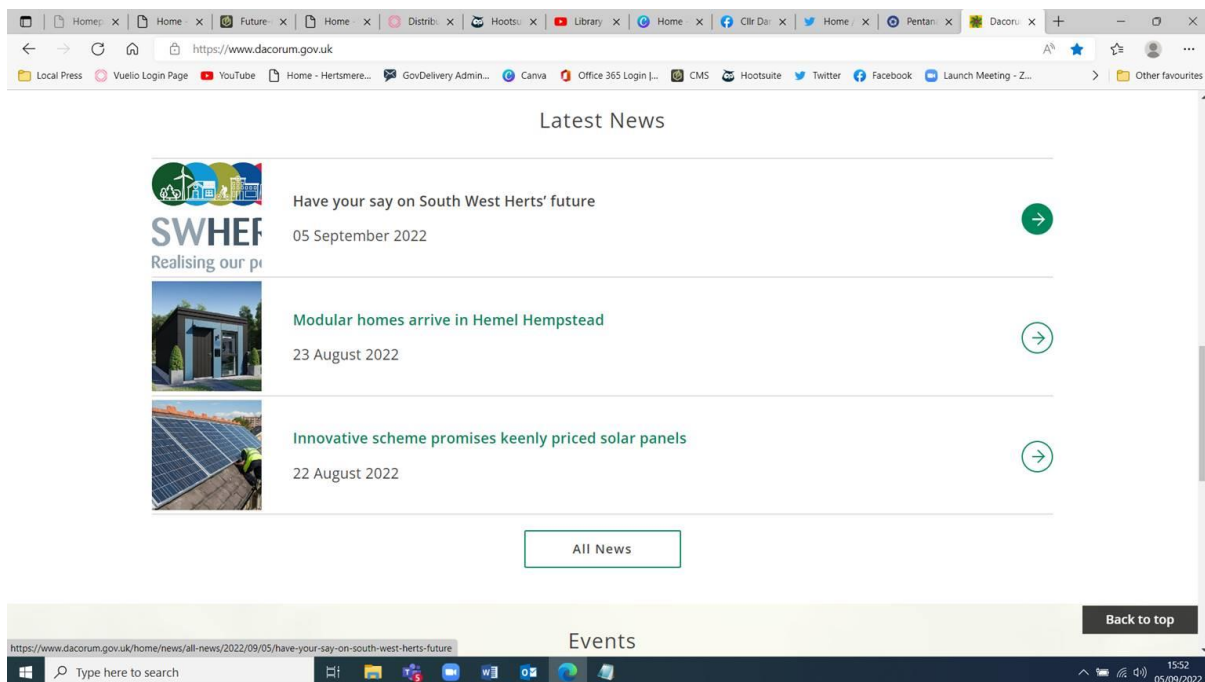 Homep
Home -
Future-
Home -
Distribu
Hootsu
Library
Home
Cllr Dar
Home /
Pentan
Dacoru
https://www.dacorum.gov.uk
Local Press
Vuelio Login Page
YouTube
Home - Hertsmere...
GovDelivery Admin...
Canva
Office 365 Login |...
CMS
Hootsuite
Twitter
Facebook
Launch Meeting - Z...
Other favourites
Latest News
SWHER
Realising our po
Have your say on South West Herts’ future
05 September 2022
Modular homes arrive in Hemel Hempstead
23 August 2022
Innovative scheme promises keenly priced solar panels
22 August 2022
All News
Back to top
Events
https://www.dacorum.gov.uk/home/news/all-news/2022/09/05/have-your-say-on-south-west-herts-future
Type here to search
15:52
05/09/2022